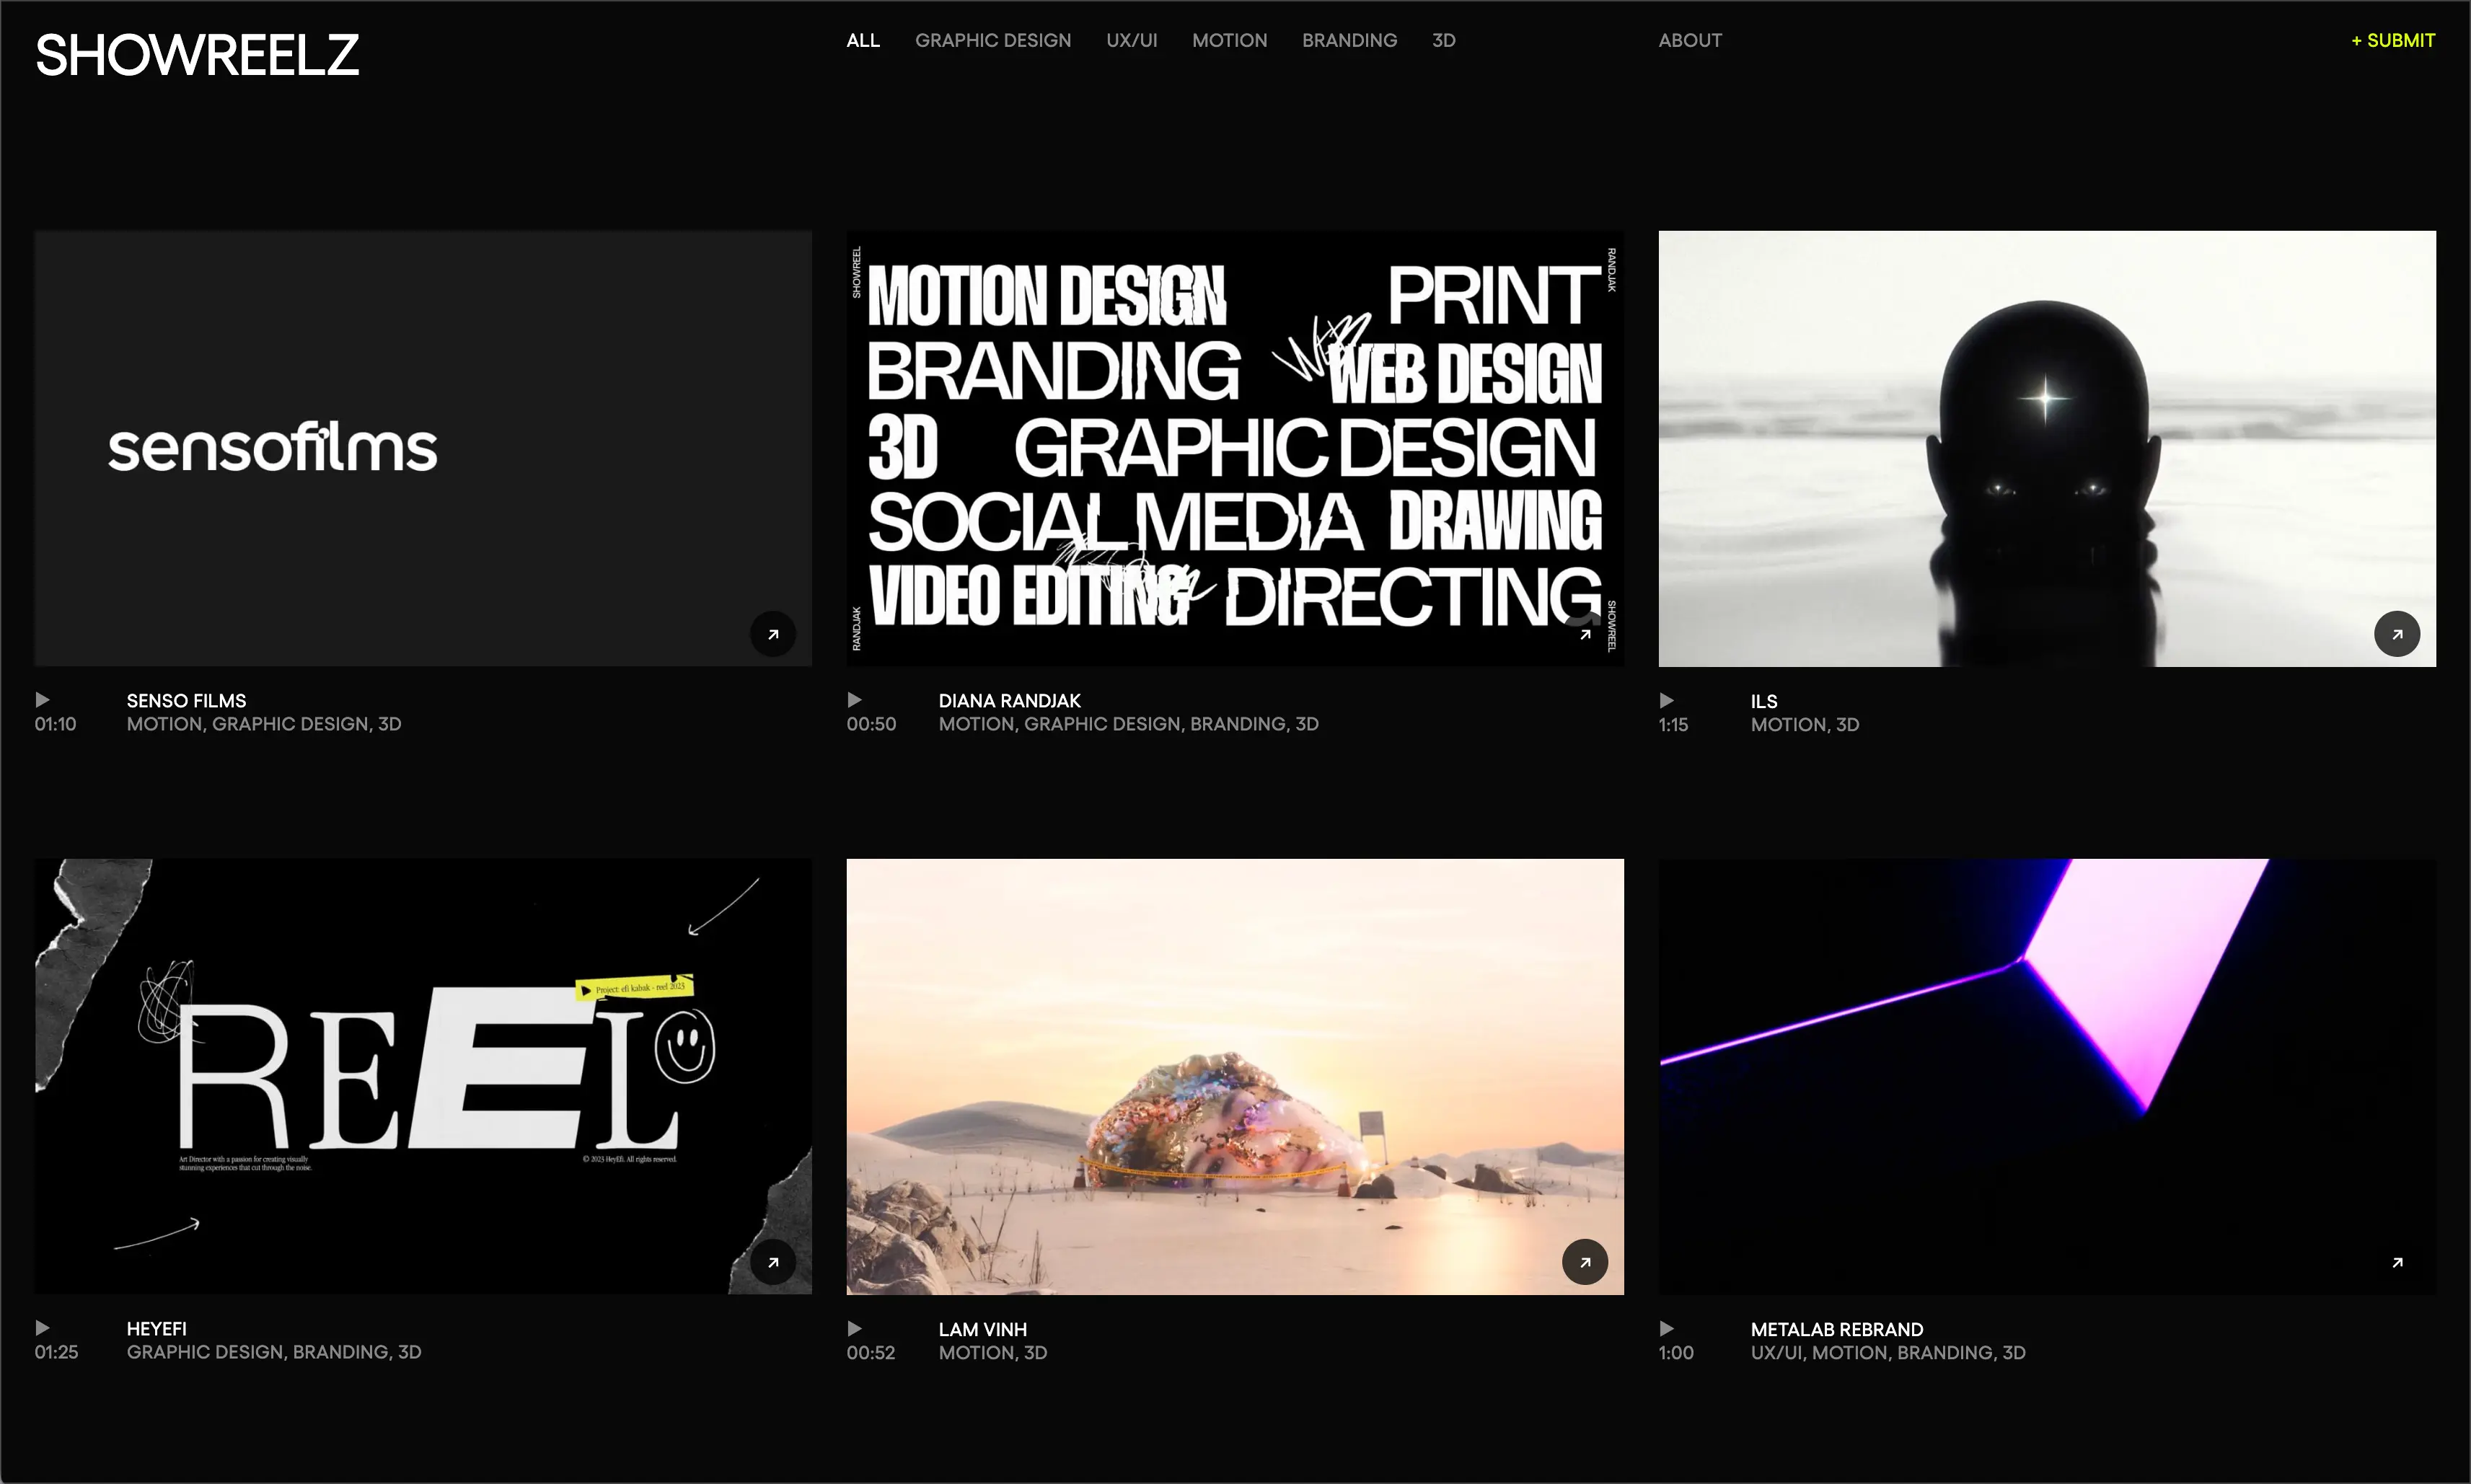 SHOWREELZ
ALL GRAPHIC DESIGN UX/UI MOTION BRANDING 3D ABOUT + SUBMIT
sensofilms
SHOWREEL
RANDJAK
MOTION DESIGN PRINT
BRANDING WEB DESIGN
3D GRAPHIC DESIGN
SOCIAL MEDIA DRAWING
VIDEO EDITING DIRECTING
RANDJAK
SHOWREEL
SENSO FILMS
01:10 MOTION, GRAPHIC DESIGN, 3D
DIANA RANDJAK
00:50 MOTION, GRAPHIC DESIGN, BRANDING, 3D
ILS
1:15 MOTION, 3D
Project: efi kabak - reel 2023
REEL
Art Director with a passion for creating visually
stunning experiences that cut through the noise.
© 2023 HeyEfi. All rights reserved.
HEYEFI
01:25 GRAPHIC DESIGN, BRANDING, 3D
LAM VINH
00:52 MOTION, 3D
METALAB REBRAND
1:00 UX/UI, MOTION, BRANDING, 3D